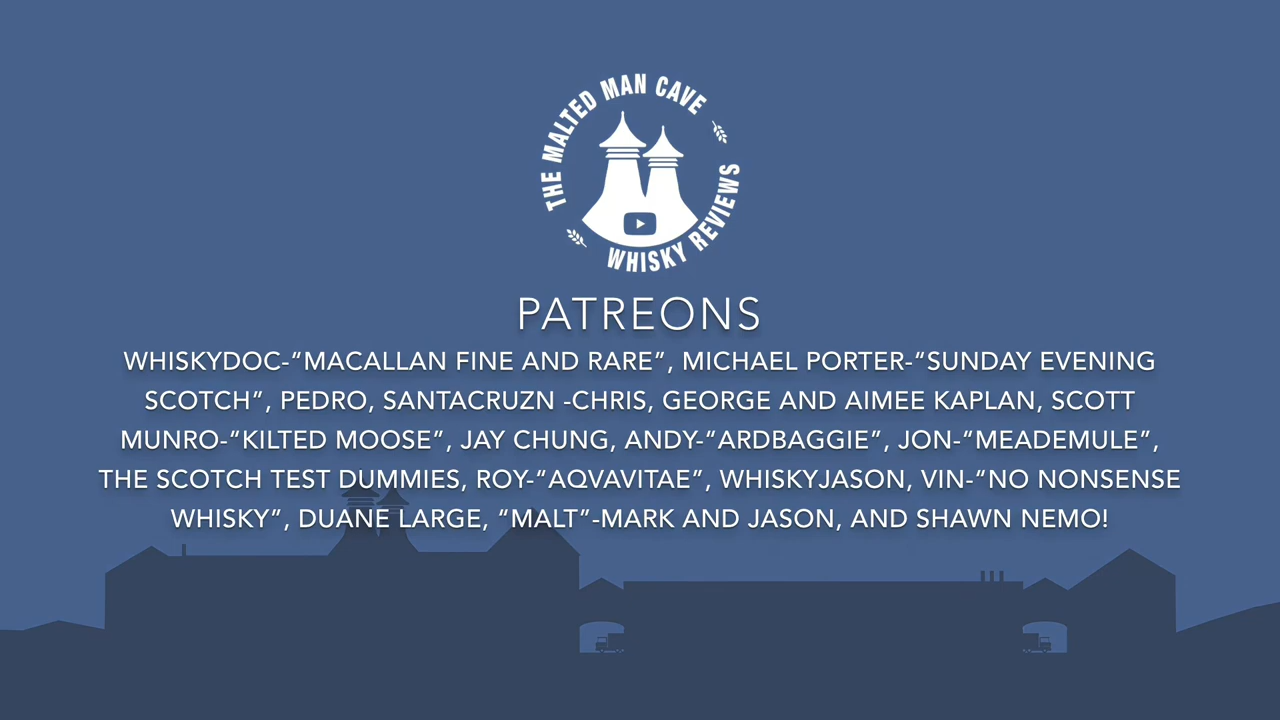 THE MALTED MAN CAVE
WHISKY REVIEWS
PATREONS
WHISKYDOC-“MACALLAN FINE AND RARE”, MICHAEL PORTER-“SUNDAY EVENING
SCOTCH”, PEDRO, SANTACRUZN -CHRIS, GEORGE AND AIMEE KAPLAN, SCOTT
MUNRO-“KILTED MOOSE”, JAY CHUNG, ANDY-“ARDBAGGIE”, JON-“MEADEMULE”,
THE SCOTCH TEST DUMMIES, ROY-“AQVAVITAE”, WHISKYJASON, VIN-“NO NONSENSE
WHISKY”, DUANE LARGE, “MALT”-MARK AND JASON, AND SHAWN NEMO!